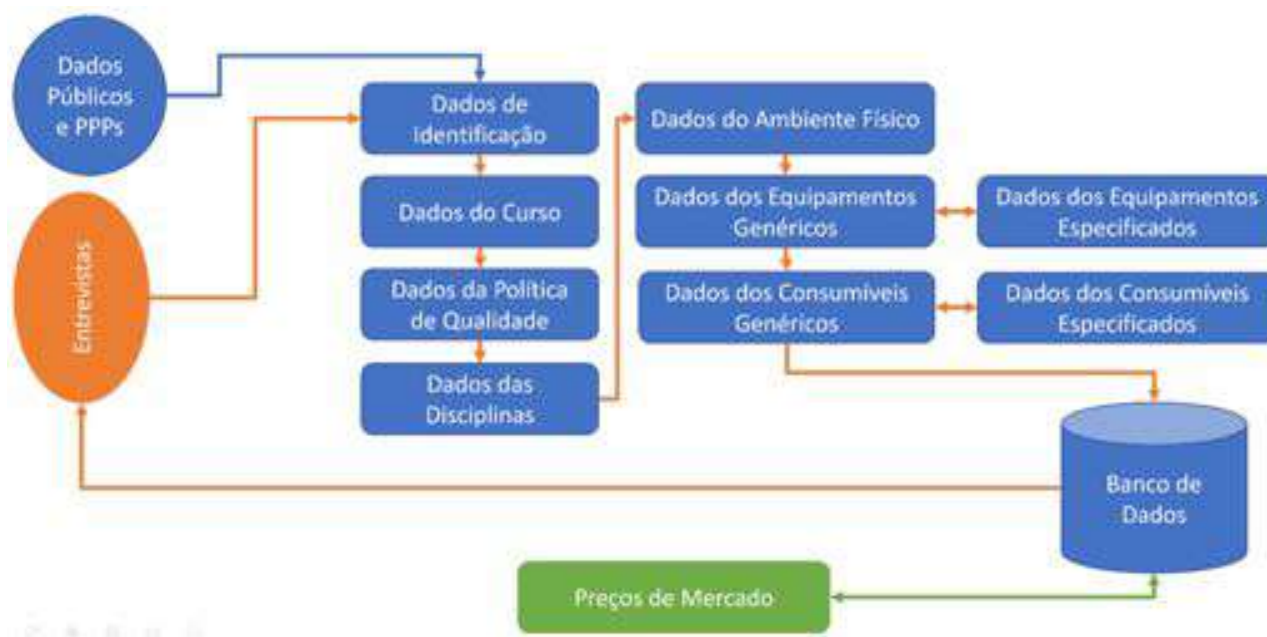 Dados
Públicos
e PPPs
Entrevistas
Dados de
identificação
Dados do Curso
Dados da Política
de Qualidade
Dados das
Disciplinas
Dados do Ambiente Físico
Dados dos Equipamentos
Genéricos
Dados dos Equipamentos
Especificados
Dados dos Consumíveis
Genéricos
Dados dos Consumíveis
Especificados
Banco de
Dados
Preços de Mercado